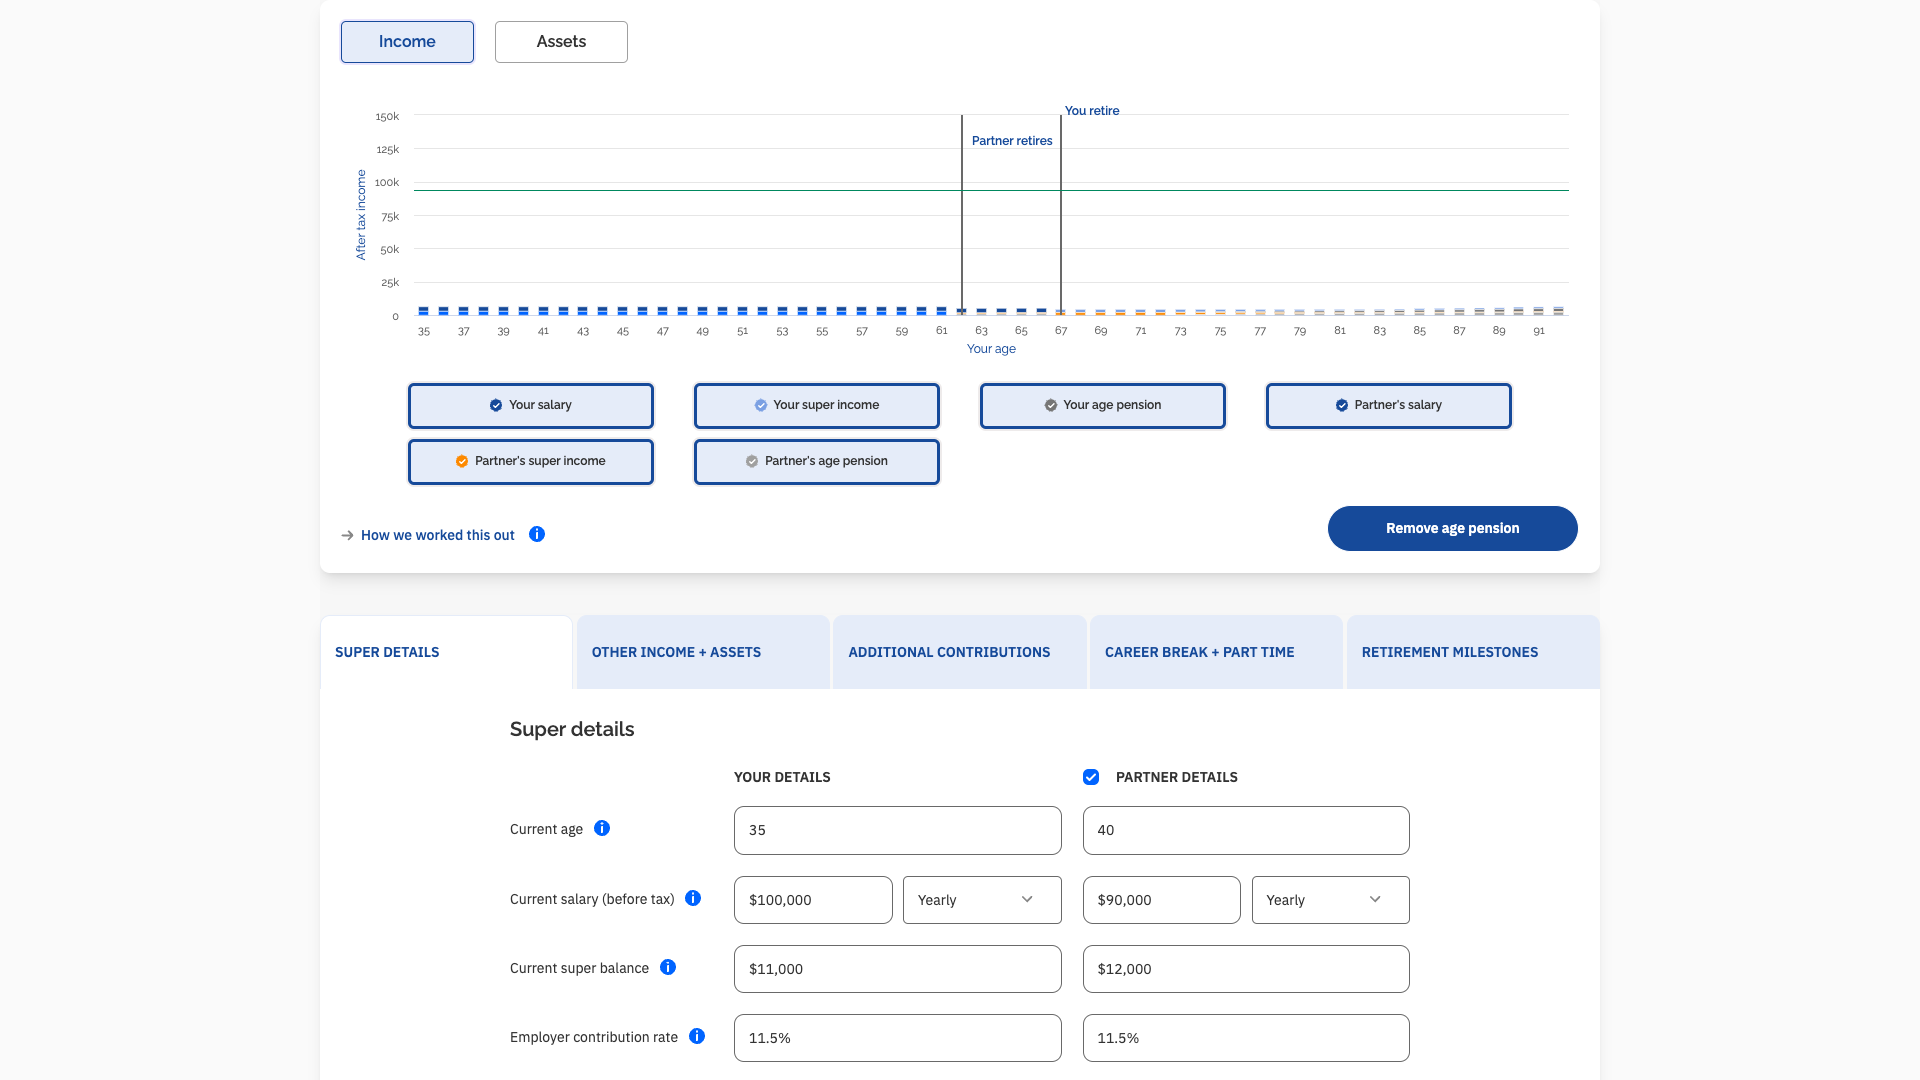 Income
Assets
You retire
Partner retires
After tax income
150k
125k
100k
75k
50k
25k
0
35 37 39 41 43 45 47 49 51 53 55 57 59 61 63 65 67 69 71 73 75 77 79 81 83 85 87 89 91
Your age
Your salary
Your super income
Your age pension
Partner's salary
Partner's super income
Partner's age pension
How we worked this out
Remove age pension
SUPER DETAILS
OTHER INCOME + ASSETS
ADDITIONAL CONTRIBUTIONS
CAREER BREAK + PART TIME
RETIREMENT MILESTONES
Super details
YOUR DETAILS
PARTNER DETAILS
Current age
35
40
Current salary (before tax)
$100,000
Yearly
$90,000
Yearly
Current super balance
$11,000
$12,000
Employer contribution rate
11.5%
11.5%